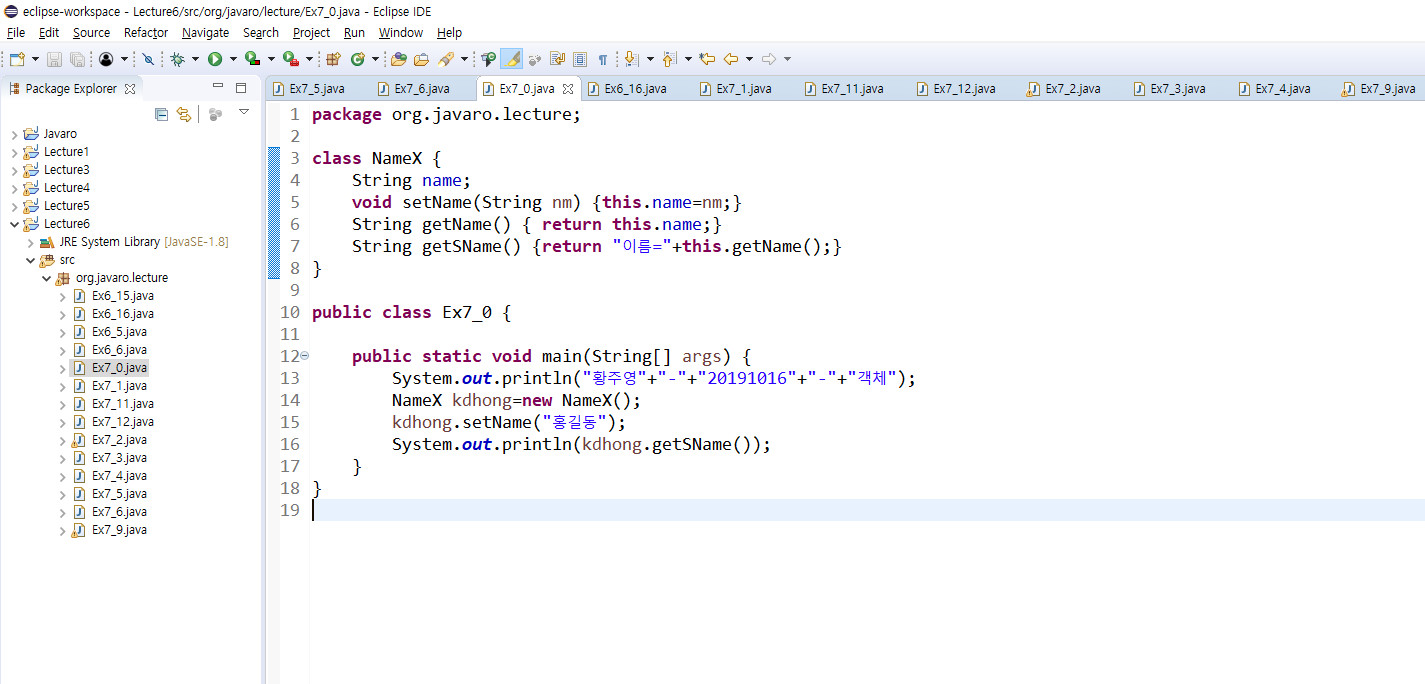 eclipse-workspace - Lecture6/src/org/javaro/lecture/Ex7_0.java - Eclipse IDE
File Edit Source Refactor Navigate Search Project Run Window Help
Package Explorer
Ex7_5.java Ex7_6.java Ex7_0.java Ex6_16.java Ex7_1.java Ex7_11.java Ex7_12.java Ex7_2.java Ex7_3.java Ex7_4.java Ex7_9.java
Javaro
Lecture1
Lecture3
Lecture4
Lecture5
Lecture6
JRE System Library [JavaSE-1.8]
src
org.javaro.lecture
Ex6_15.java
Ex6_16.java
Ex6_5.java
Ex6_6.java
Ex7_0.java
Ex7_1.java
Ex7_11.java
Ex7_12.java
Ex7_2.java
Ex7_3.java
Ex7_4.java
Ex7_5.java
Ex7_6.java
Ex7_9.java
1 package org.javaro.lecture;
2
3 class NameX {
4     String name;
5     void setName(String nm) {this.name=nm;}
6     String getName() { return this.name;}
7     String getSName() {return "이름="+this.getName();}
8 }
9
10 public class Ex7_0 {
11
12     public static void main(String[] args) {
13         System.out.println("황주영"+"-"+"20191016"+"-"+"객체");
14         NameX kdhong=new NameX();
15         kdhong.setName("홍길동");
16         System.out.println(kdhong.getSName());
17     }
18 }
19